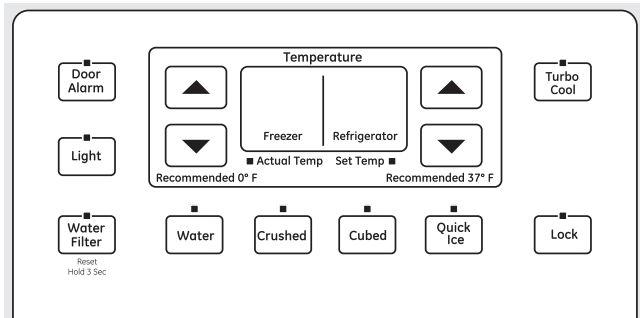 Temperature
Door
Alarm
Turbo
Cool
Freezer
Refrigerator
Light
Actual Temp
Set Temp
Recommended 0° F
Recommended 37° F
Water
Filter
Water
Crushed
Cubed
Quick
Ice
Lock
Reset
Hold 3 Sec